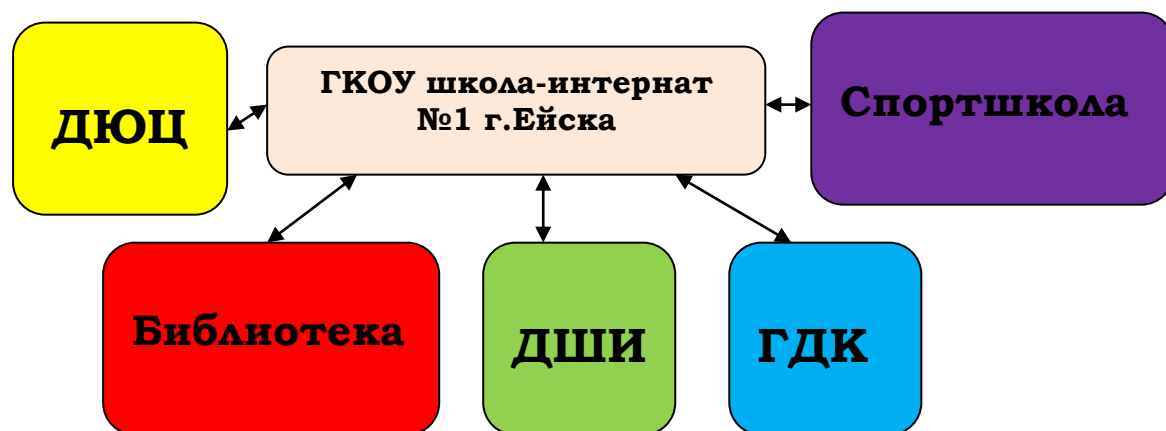 ГКОУ школа-интернат
№1 г.Ейска
ДЮЦ
Спортшкола
Библиотека
ДШИ
ГДК